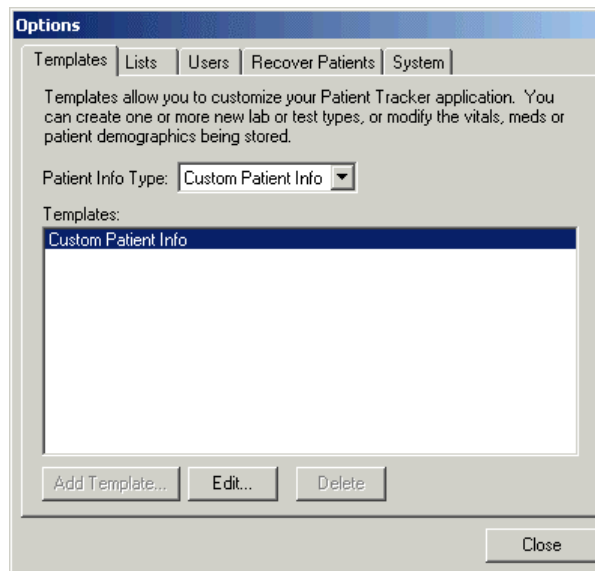 Options
Templates Lists Users Recover Patients System
Templates allow you to customize your Patient Tracker application. You
can create one or more new lab or test types, or modify the vitals, meds or
patient demographics being stored.
Patient Info Type: Custom Patient Info
Templates:
Custom Patient Info
Add Template... Edit... Delete
Close